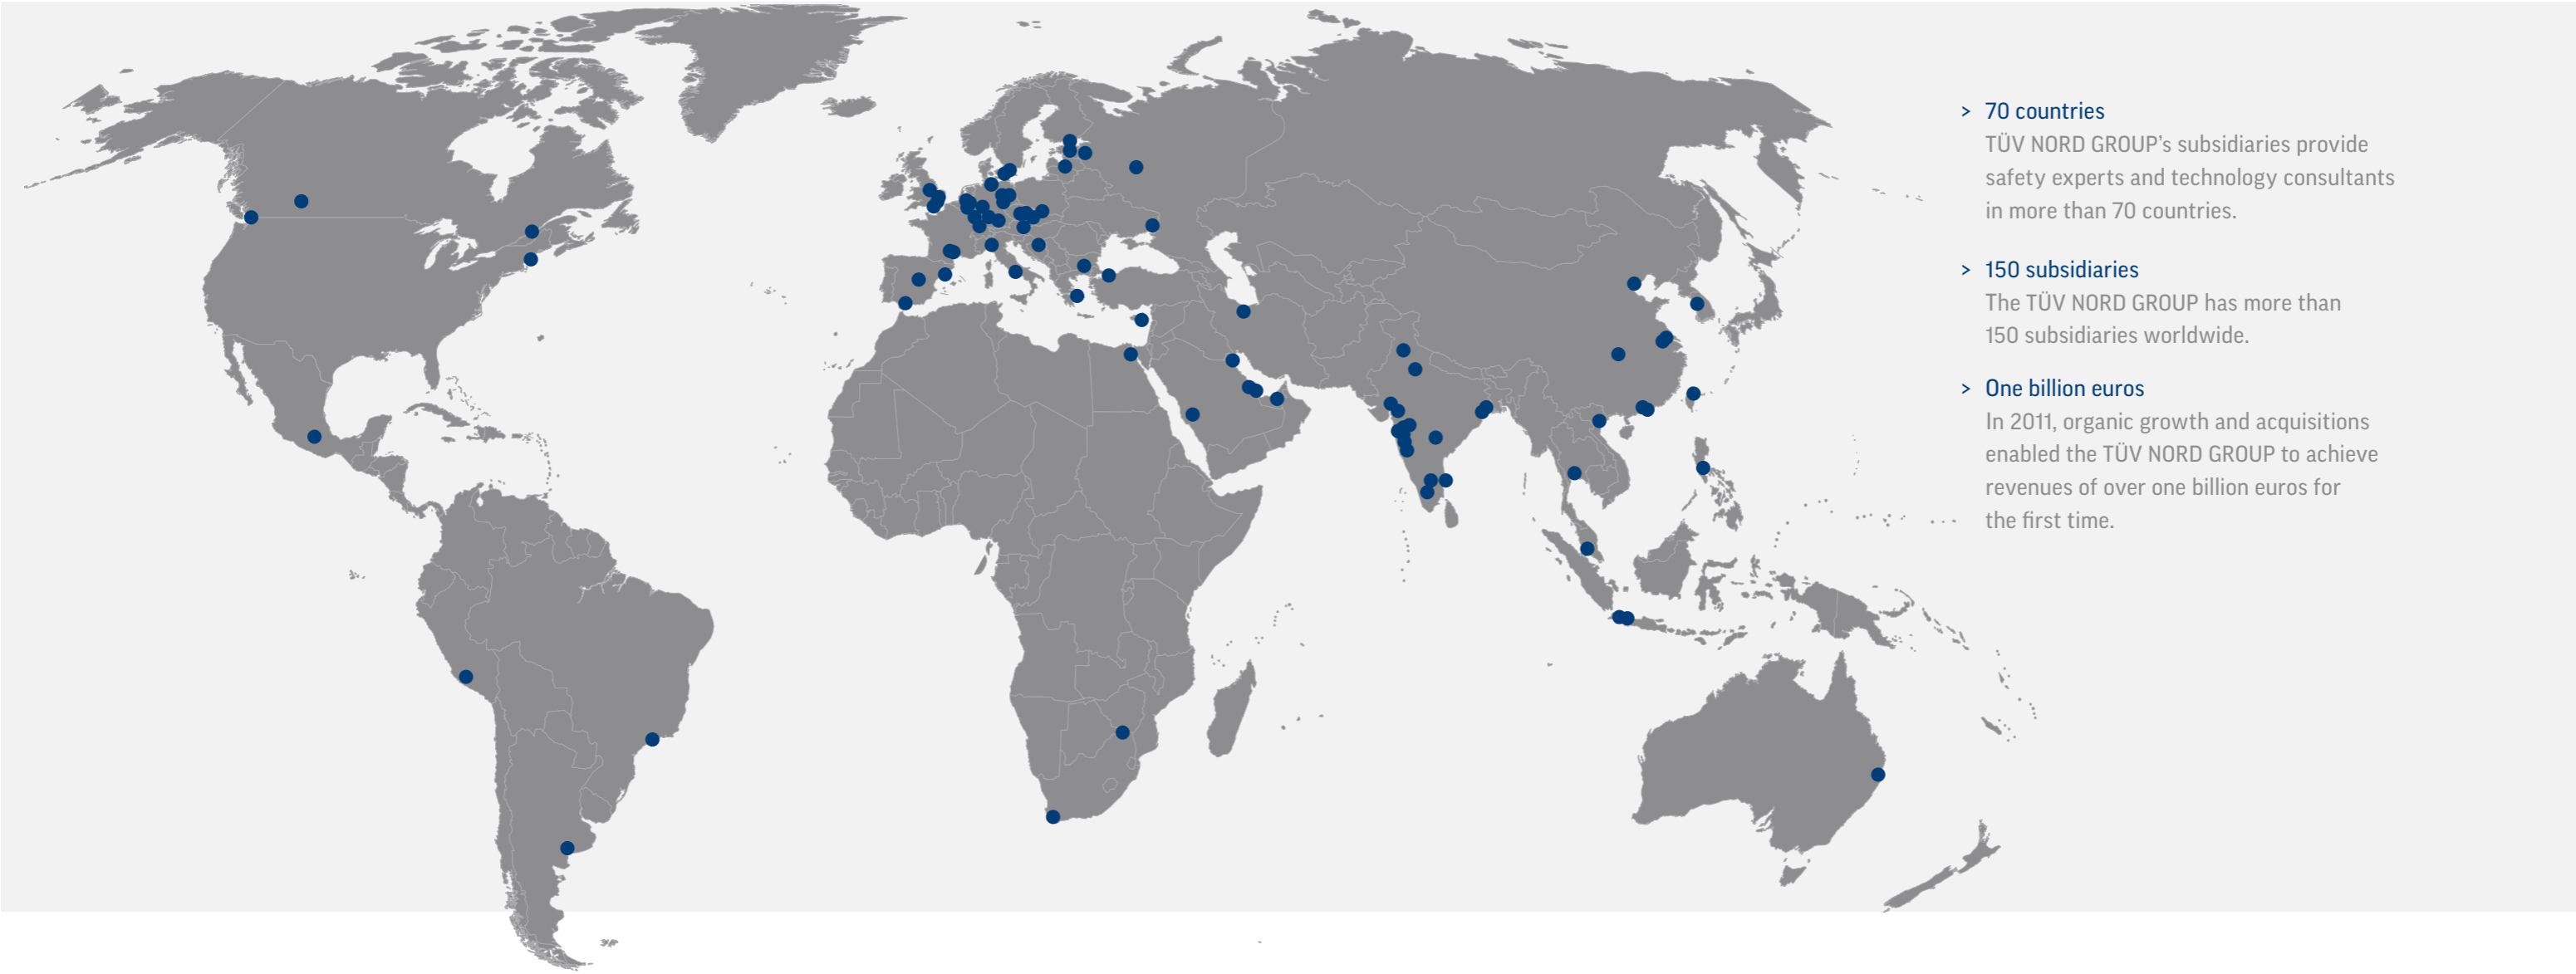 > 70 countries
TÜV NORD GROUP's subsidiaries provide
safety experts and technology consultants
in more than 70 countries.
> 150 subsidiaries
The TÜV NORD GROUP has more than
150 subsidiaries worldwide.
> One billion euros
In 2011, organic growth and acquisitions
enabled the TÜV NORD GROUP to achieve
revenues of over one billion euros for
the first time.